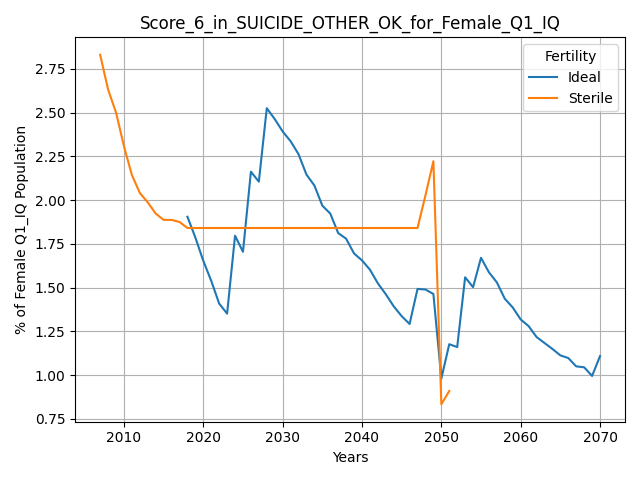 Score_6_in_SUICIDE_OTHER_OK_for_Female_Q1_IQ
Fertility
Ideal
Sterile
% of Female Q1_IQ Population
2.75
2.50
2.25
2.00
1.75
1.50
1.25
1.00
0.75
2010 2020 2030 2040 2050 2060 2070
Years